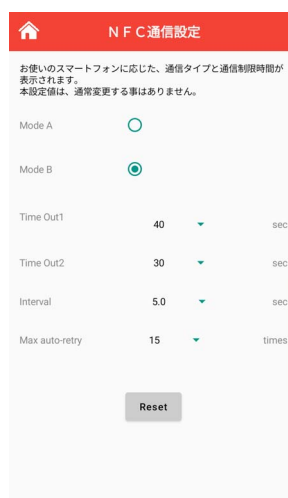 ＮＦＣ通信設定
お使いのスマートフォンに応じた、通信タイプと通信制限時間が
表示されます。
本設定値は、通常変更する事はありません。
Mode A
Mode B
Time Out1 40 sec
Time Out2 30 sec
Interval 5.0 sec
Max auto-retry 15 times
Reset